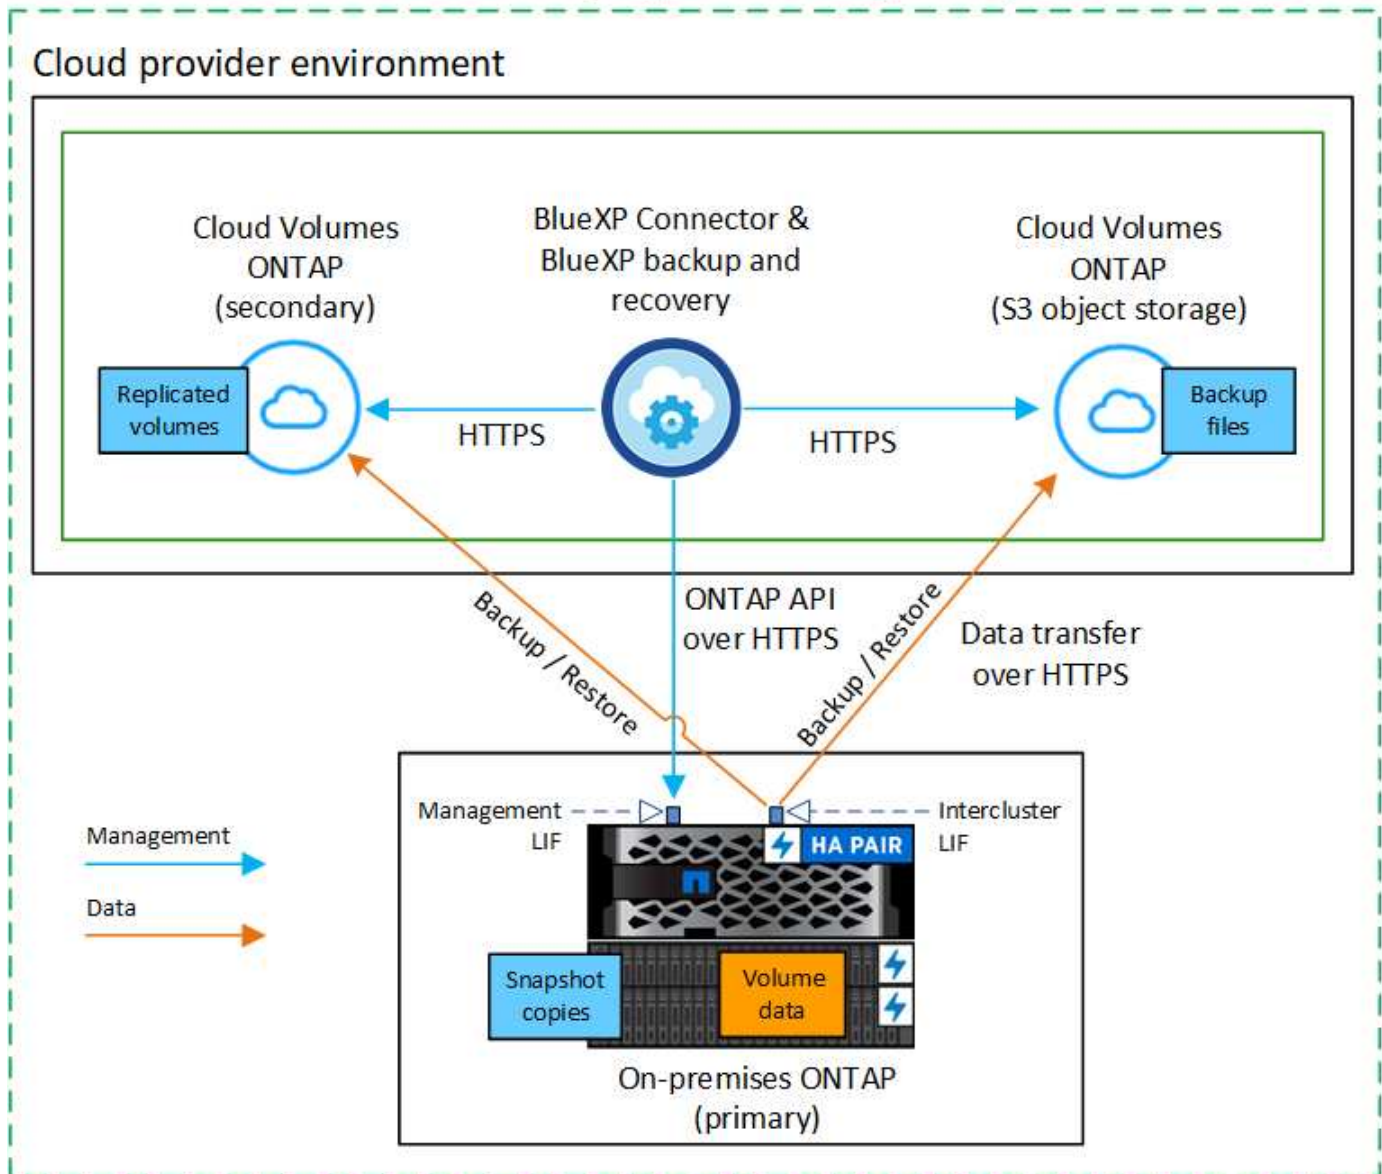 Cloud provider environment
Cloud Volumes
ONTAP
(secondary)
BlueXP Connector &
BlueXP backup and
recovery
Cloud Volumes
ONTAP
(S3 object storage)
Replicated
volumes
HTTPS
HTTPS
Backup
files
Backup / Restore
ONTAP API
over HTTPS
Backup / Restore
Data transfer
over HTTPS
Management
LIF
Intercluster
LIF
HA PAIR
Management
Data
Snapshot
copies
Volume
data
On-premises ONTAP
(primary)